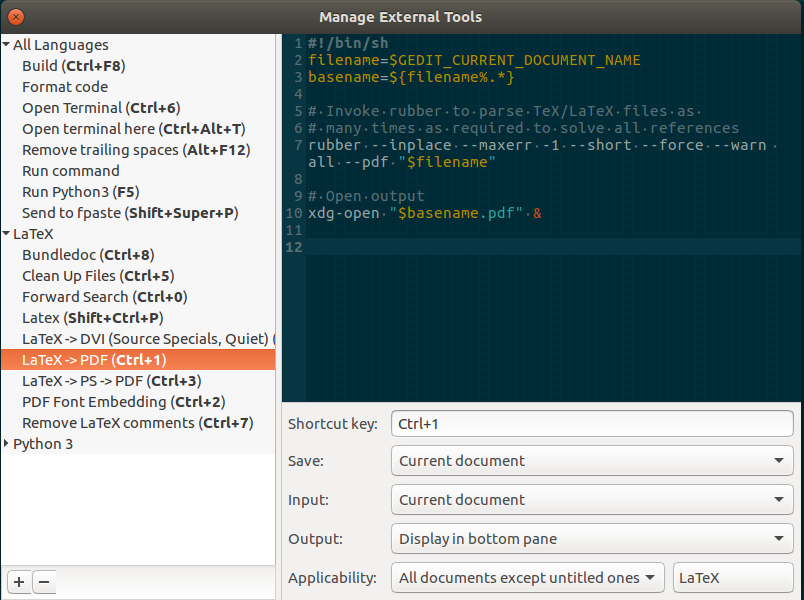 Manage External Tools
All Languages
Build (Ctrl+F8)
Format code
Open Terminal (Ctrl+6)
Open terminal here (Ctrl+Alt+T)
Remove trailing spaces (Alt+F12)
Run command
Run Python3 (F5)
Send to fpaste (Shift+Super+P)
LaTeX
Bundledoc (Ctrl+8)
Clean Up Files (Ctrl+5)
Forward Search (Ctrl+0)
Latex (Shift+Ctrl+P)
LaTeX -> DVI (Source Specials, Quiet) (
LaTeX -> PDF (Ctrl+1)
LaTeX -> PS -> PDF (Ctrl+3)
PDF Font Embedding (Ctrl+2)
Remove LaTeX comments (Ctrl+7)
Python 3
1 #!/bin/sh
2 filename=$GEDIT_CURRENT_DOCUMENT_NAME
3 basename=${filename%.*}
4
5 #·Invoke·rubber·to·parse·TeX/LaTeX·files·as·
6 #·many·times·as·required·to·solve·all·references
7 rubber·--inplace·--maxerr·-1·--short·--force·--warn·
all·--pdf·"$filename"
8
9 #·Open·output
10 xdg-open·"$basename.pdf"·&
11
12
Shortcut key: Ctrl+1
Save: Current document
Input: Current document
Output: Display in bottom pane
Applicability: All documents except untitled ones LaTeX